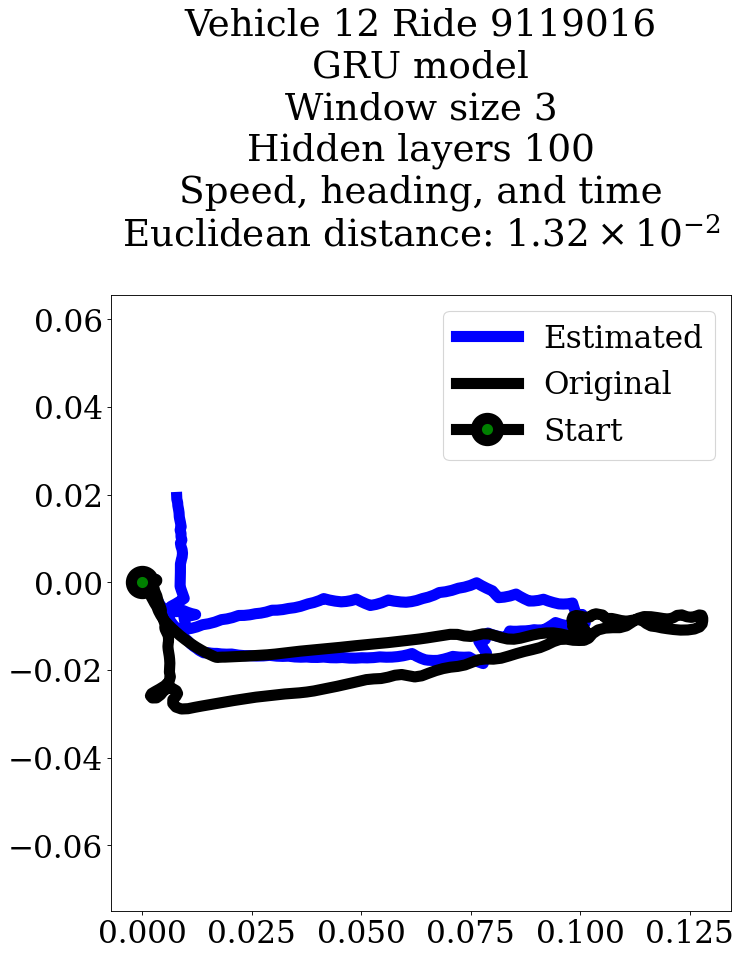 Vehicle 12 Ride 9119016
GRU model
Window size 3
Hidden layers 100
Speed, heading, and time
Euclidean distance: 1.32 × 10⁻²
Estimated
Original
Start
0.06
0.04
0.02
0.00
−0.02
−0.04
−0.06
0.000 0.025 0.050 0.075 0.100 0.125